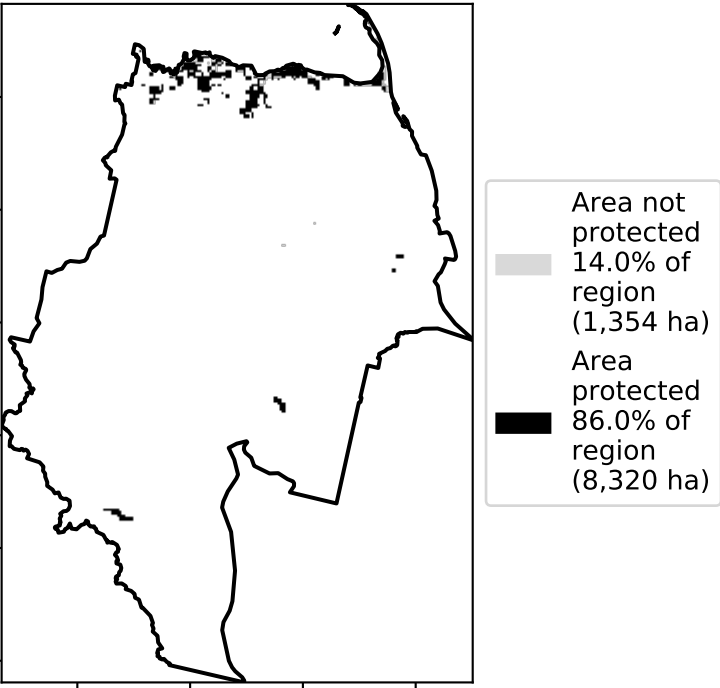 Area not
protected
14.0% of
region
(1,354 ha)
Area
protected
86.0% of
region
(8,320 ha)